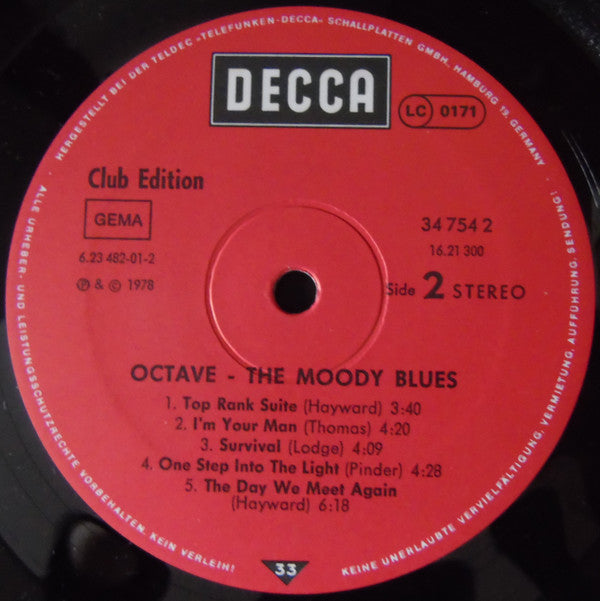 HERGESTELLT BEI DER TELDEC »TELEFUNKEN-DECCA« SCHALLPLATTEN GMBH, HAMBURG 19, GERMANY
DECCA
LC 0171
Club Edition
GEMA
34 754 2
6.23 482-01-2
16.21 300
℗ & © 1978
Side 2 STEREO
OCTAVE - THE MOODY BLUES
1. Top Rank Suite (Hayward) 3:40
2. I'm Your Man (Thomas) 4:20
3. Survival (Lodge) 4:09
4. One Step Into The Light (Pinder) 4:28
5. The Day We Meet Again
(Hayward) 6:18
33
ALLE URHEBER- UND LEISTUNGSSCHUTZRECHTE VORBEHALTEN. KEIN VERLEIH!
KEINE UNERLAUBTE VERVIELFÄLTIGUNG, VERMIETUNG, AUFFÜHRUNG, SENDUNG!